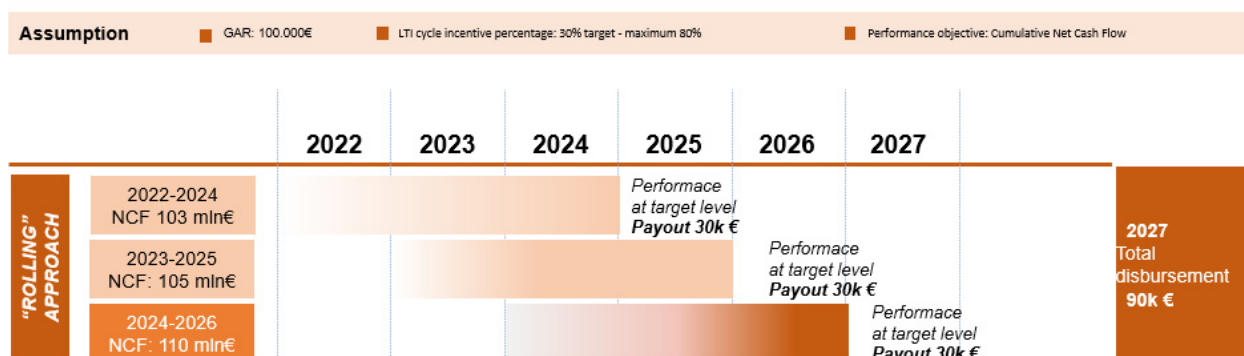 Assumption
GAR: 100.000€
LTI cycle incentive percentage: 30% target - maximum 80%
Performance objective: Cumulative Net Cash Flow
2022
2023
2024
2025
2026
2027
"ROLLING"
APPROACH
2022-2024
NCF 103 mln€
Performace
at target level
Payout 30k €
2023-2025
NCF: 105 mln€
Performace
at target level
Payout 30k €
2024-2026
NCF: 110 mln€
Performace
at target level
Payout 30k €
2027
Total
disbursement
90k €